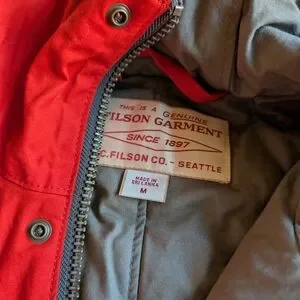 THIS IS A GENUINE
FILSON GARMENT
SINCE 1897
C.C. FILSON CO. - SEATTLE
MADE IN
SRI LANKA
M